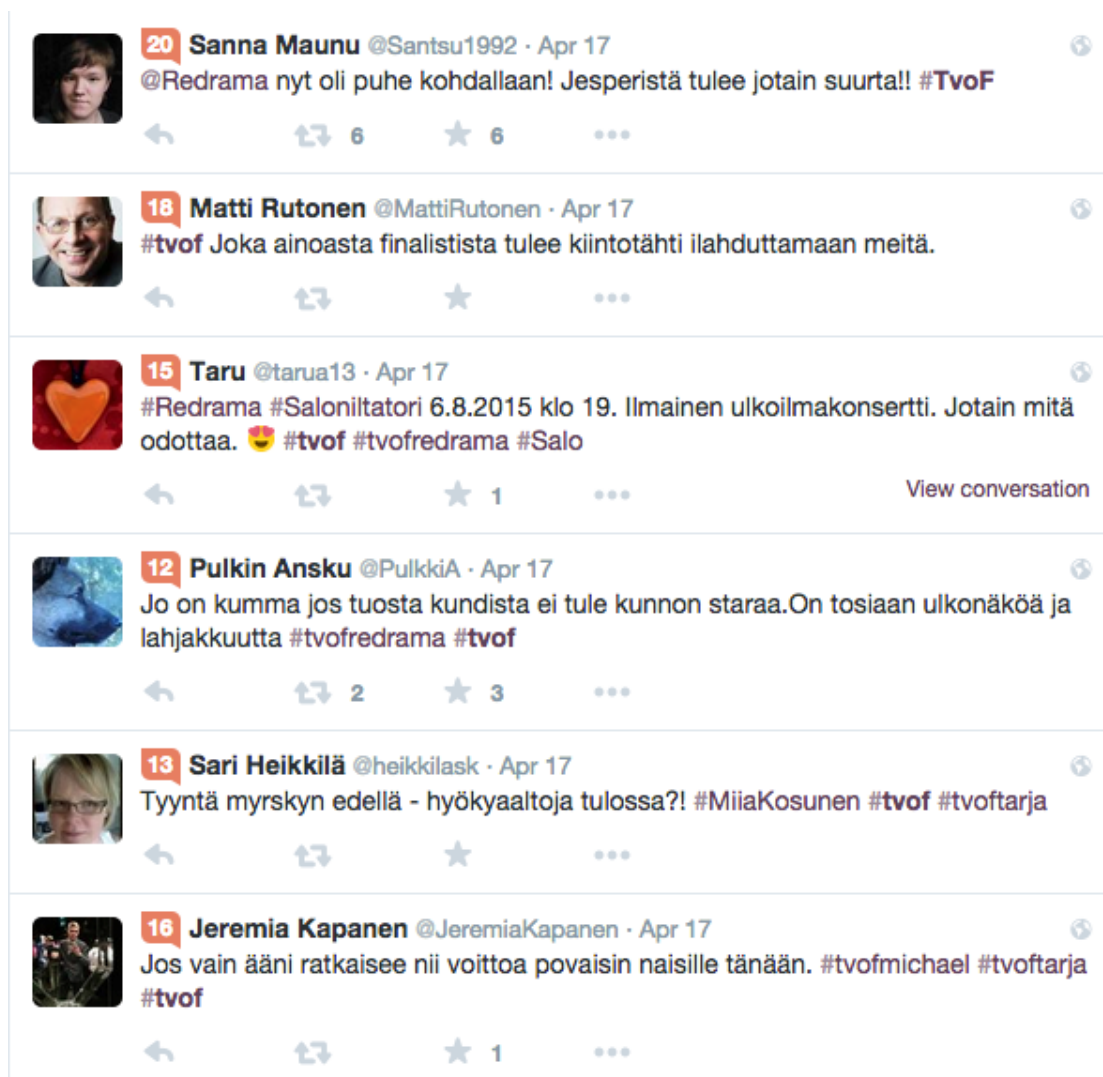 20 Sanna Maunu @Santsu1992 · Apr 17
@Redrama nyt oli puhe kohdallaan! Jesperistä tulee jotain suurta!! #TvoF
6 6
18 Matti Rutonen @MattiRutonen · Apr 17
#tvof Joka ainoasta finalistista tulee kiintotähti ilahduttamaan meitä.
15 Taru @tarua13 · Apr 17
#Redrama #Saloniltatori 6.8.2015 klo 19. Ilmainen ulkoilmakonsertti. Jotain mitä
odottaa. 😍 #tvof #tvofredrama #Salo
1 View conversation
12 Pulkin Ansku @PulkkiA · Apr 17
Jo on kumma jos tuosta kundista ei tule kunnon staraa.On tosiaan ulkonäköä ja
lahjakkuutta #tvofredrama #tvof
2 3
13 Sari Heikkilä @heikkilask · Apr 17
Tyyntä myrskyn edellä - hyökyaaltoja tulossa?! #MiiaKosunen #tvof #tvoftarja
16 Jeremia Kapanen @JeremiaKapanen · Apr 17
Jos vain ääni ratkaisee nii voittoa povaisin naisille tänään. #tvofmichael #tvoftarja
#tvof
1